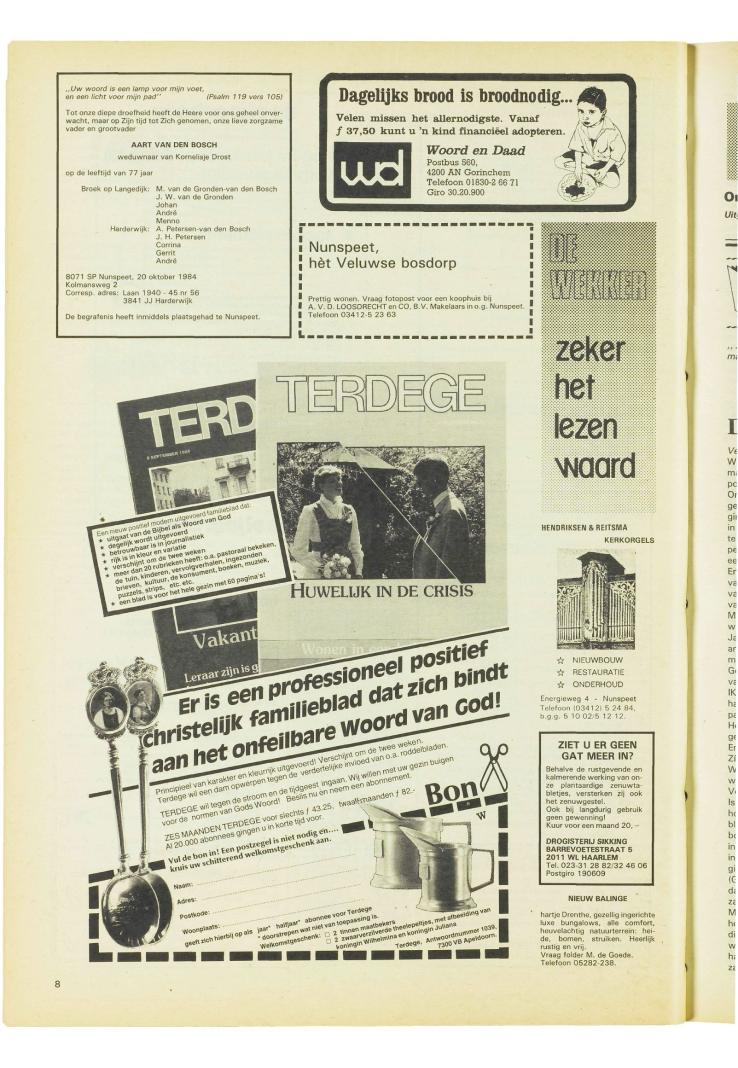 ,,Uw woord is een lamp voor mijn voet,
en een licht voor mijn pad" (Psalm 119 vers 105)
Tot onze diepe droefheid heeft de Heere voor ons geheel onver-
wacht, maar op Zijn tijd tot Zich genomen, onze lieve zorgzame
vader en grootvader
AART VAN DEN BOSCH
weduwnaar van Korneliaje Drost
op de leeftijd van 77 jaar
Broek op Langedijk: M. van de Gronden-van den Bosch
J. W. van de Gronden
Johan
André
Menno
Harderwijk: A. Petersen-van den Bosch
J. H. Petersen
Corrina
Gerrit
André
8071 SP Nunspeet, 20 oktober 1984
Kolmansweg 2
Corresp. adres: Laan 1940 - 45 nr 56
3841 JJ Harderwijk
De begrafenis heeft inmiddels plaatsgehad te Nunspeet.
Dagelijks brood is broodnodig...
Velen missen het allernodigste. Vanaf
f 37,50 kunt u 'n kind financiëel adopteren.
wd
Woord en Daad
Postbus 560,
4200 AN Gorinchem
Telefoon 01830-2 66 71
Giro 30.20.900
Nunspeet,
hèt Veluwse bosdorp
Prettig wonen. Vraag fotopost voor een koophuis bij
A. V. D. LOOSDRECHT en CO, B.V. Makelaars in o.g. Nunspeet.
Telefoon 03412-5 23 63
DE
WEKKER
zeker
het
lezen
waard
TERD
6 SEPTEMBER 1984
TERDEGE
Een nieuw positief modern uitgevoerd familieblad dat:
★ uitgaat van de Bijbel als Woord van God
★ degelijk wordt uitgevoerd
★ betrouwbaar is in journalistiek
★ rijk is in kleur en variatie
★ verschijnt om de twee weken
★ meer dan 20 rubrieken heeft: o.a. pastoraal bekeken,
de tuin, kinderen, vervolgverhalen, ingezonden
brieven, kultuur, de konsument, boeken, muziek,
puzzels, strips, etc. etc.
★ een blad is voor het hele gezin met 60 pagina's!
HUWELIJK IN DE CRISIS
Vakant
Leraar zijn is g
Wonen in
Er is een professioneel positief
christelijk familieblad dat zich bindt
aan het onfeilbare Woord van God!
Principieel van karakter en kleurrijk uitgevoerd! Verschijnt om de twee weken.
Terdege wil een dam opwerpen tegen de verderfelijke invloed van o.a. roddelbladen.
TERDEGE wil tegen de stroom en de tijdgeest ingaan. Wij willen met uw gezin buigen
voor de normen van Gods Woord! Beslis nu en neem een abonnement.
ZES MAANDEN TERDEGE voor slechts f 43,25, twaalf maanden f 82,-
Al 20.000 abonnees gingen u in korte tijd voor.
Bon
W
Vul de bon in! Een postzegel is niet nodig en....
kruis uw schitterend welkomstgeschenk aan.
Naam:
Adres:
Postcode:
Woonplaats:
geeft zich hierbij op als jaar* halfjaar* abonnee voor Terdege
* doorstrepen wat niet van toepassing is.
Welkomstgeschenk: □ 2 tinnen maatbekers
□ 2 zwaarverzilverde theelepeltjes, met afbeelding van
koningin Wilhelmina en koningin Juliana
Terdege, Antwoordnummer 1039,
7300 VB Apeldoorn.
HENDRIKSEN & REITSMA
KERKORGELS
☆ NIEUWBOUW
☆ RESTAURATIE
☆ ONDERHOUD
Energieweg 4 - Nunspeet
Telefoon (03412) 5 24 84,
b.g.g. 5 10 02/5 12 12.
ZIET U ER GEEN
GAT MEER IN?
Behalve de rustgevende en
kalmerende werking van on-
ze plantaardige zenuwta-
bletjes, versterken zij ook
het zenuwgestel.
Ook bij langdurig gebruik
geen gewenning!
Kuur voor een maand 20,–
DROGISTERIJ SIKKING
BARREVOETESTRAAT 5
2011 WL HAARLEM
Tel. 023-31 28 82/32 46 06
Postgiro 190609
NIEUW BALINGE
hartje Drenthe, gezellig ingerichte
luxe bungalows, alle comfort,
heuvelachtig natuurterrein: hei-
de, bomen, struiken. Heerlijk
rustig en vrij.
Vraag folder M. de Goede.
Telefoon 05282-238.
8